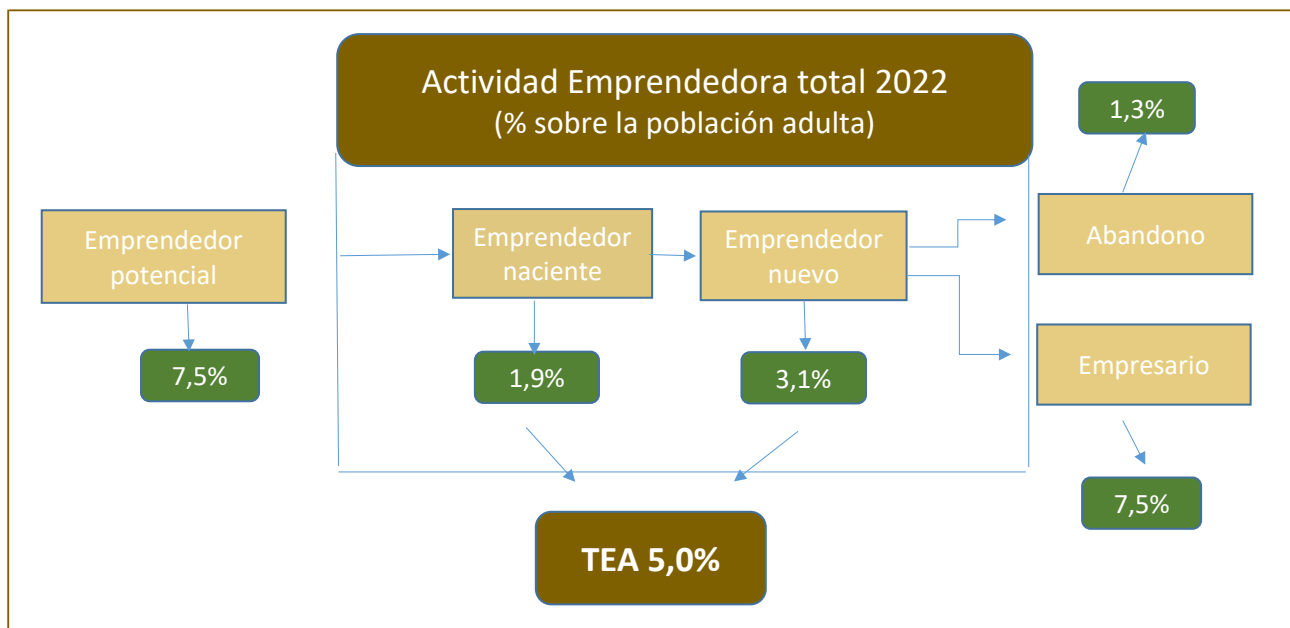 Actividad Emprendedora total 2022
(% sobre la población adulta)
1,3%
Emprendedor
potencial
Emprendedor
naciente
Emprendedor
nuevo
Abandono
Empresario
7,5%
1,9%
3,1%
7,5%
TEA 5,0%